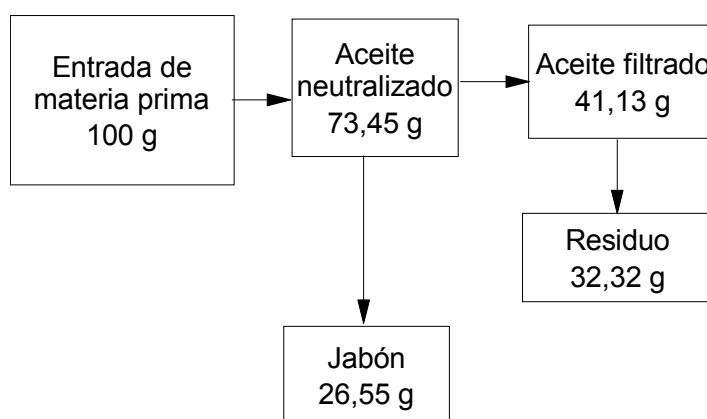 Entrada de
materia prima
100 g
Aceite
neutralizado
73,45 g
Aceite filtrado
41,13 g
Residuo
32,32 g
Jabón
26,55 g